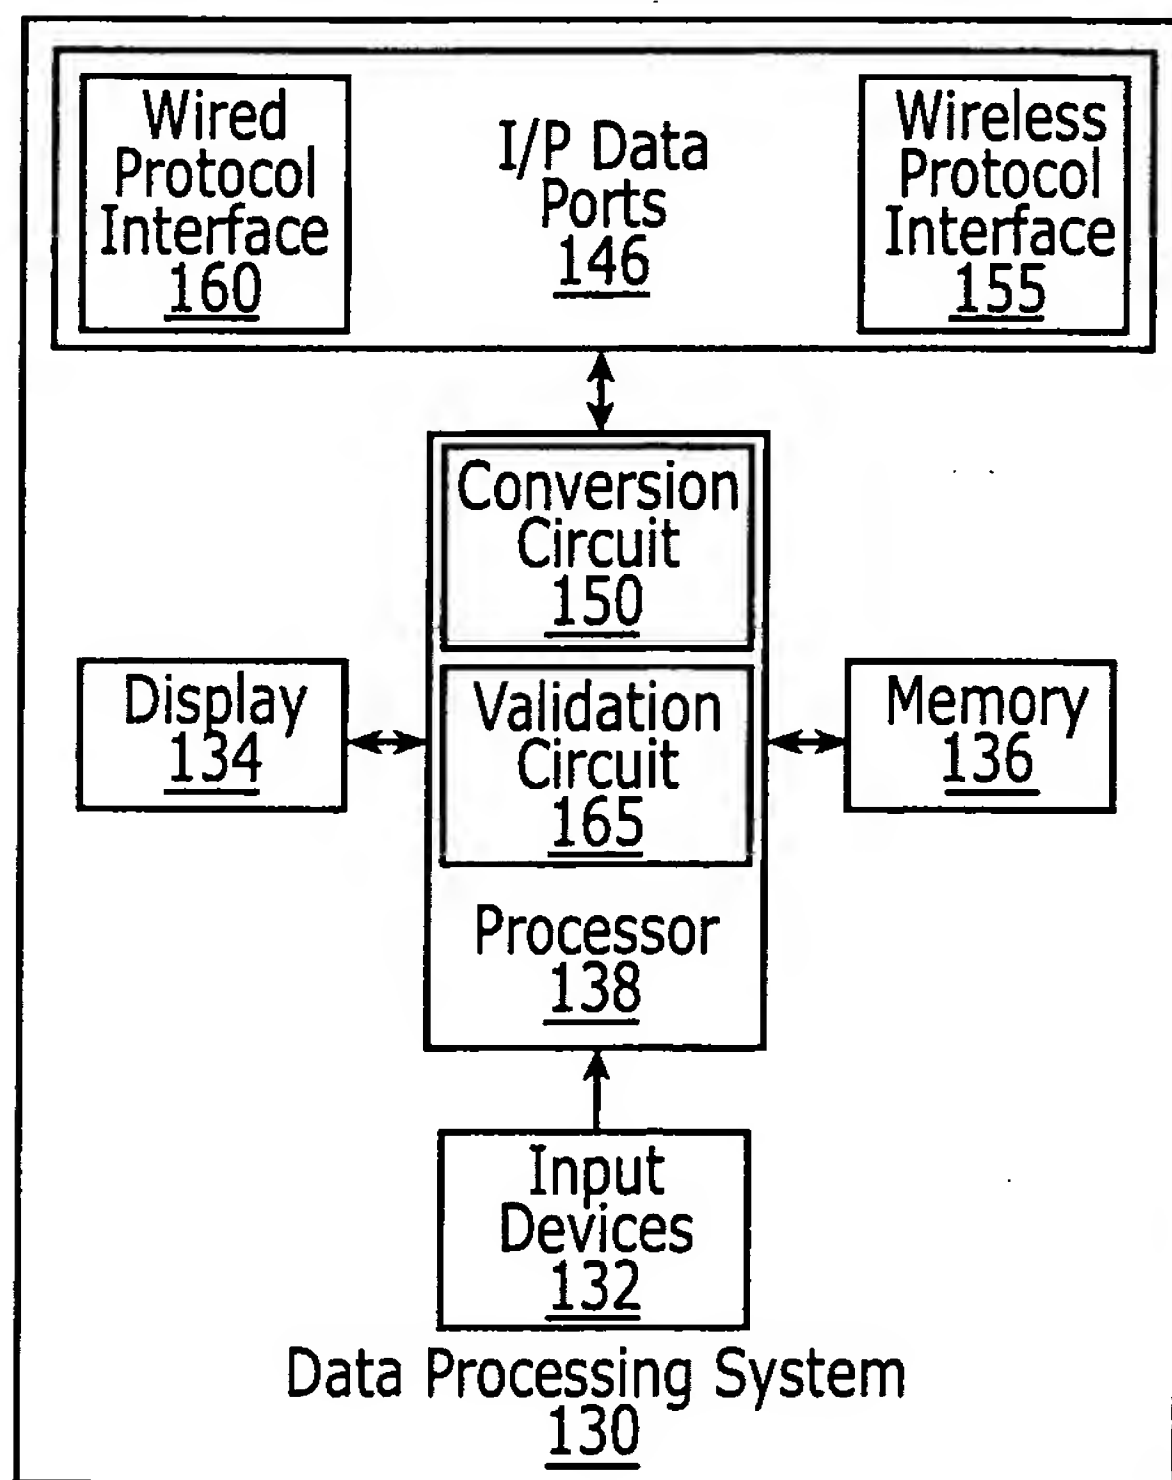 Wired
Protocol
Interface
160
I/P Data
Ports
146
Wireless
Protocol
Interface
155
Conversion
Circuit
150
Display
134
Validation
Circuit
165
Memory
136
Processor
138
Input
Devices
132
Data Processing System
130